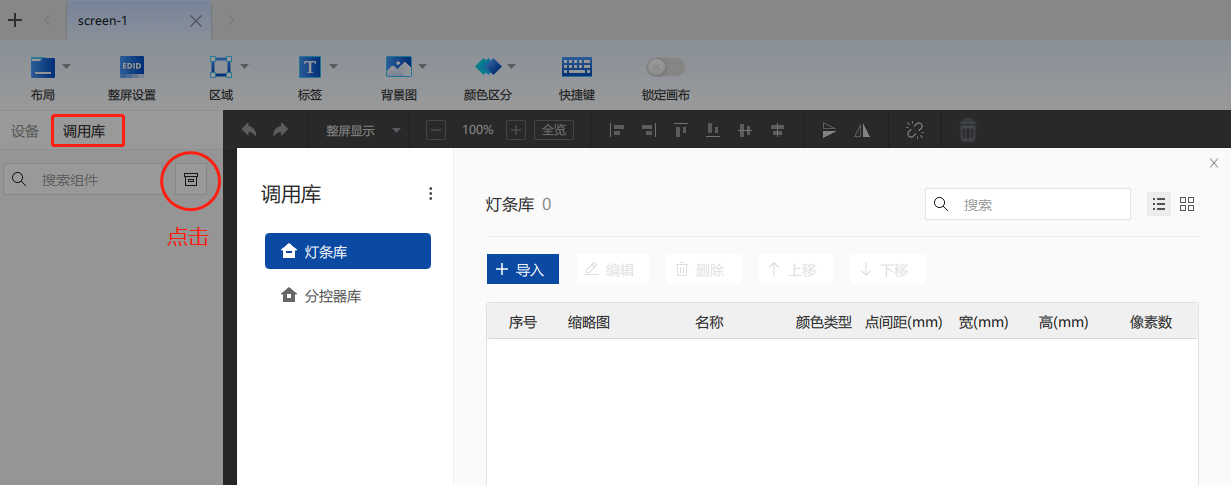 screen-1
EDID
T
布局
整屏设置
区域
标签
背景图
颜色区分
快捷键
锁定画布
设备
调用库
整屏显示
100%
全览
搜索组件
点击
调用库
灯条库
分控器库
灯条库 0
搜索
导入
编辑
删除
上移
下移
序号 缩略图 名称 颜色类型 点间距(mm) 宽(mm) 高(mm) 像素数